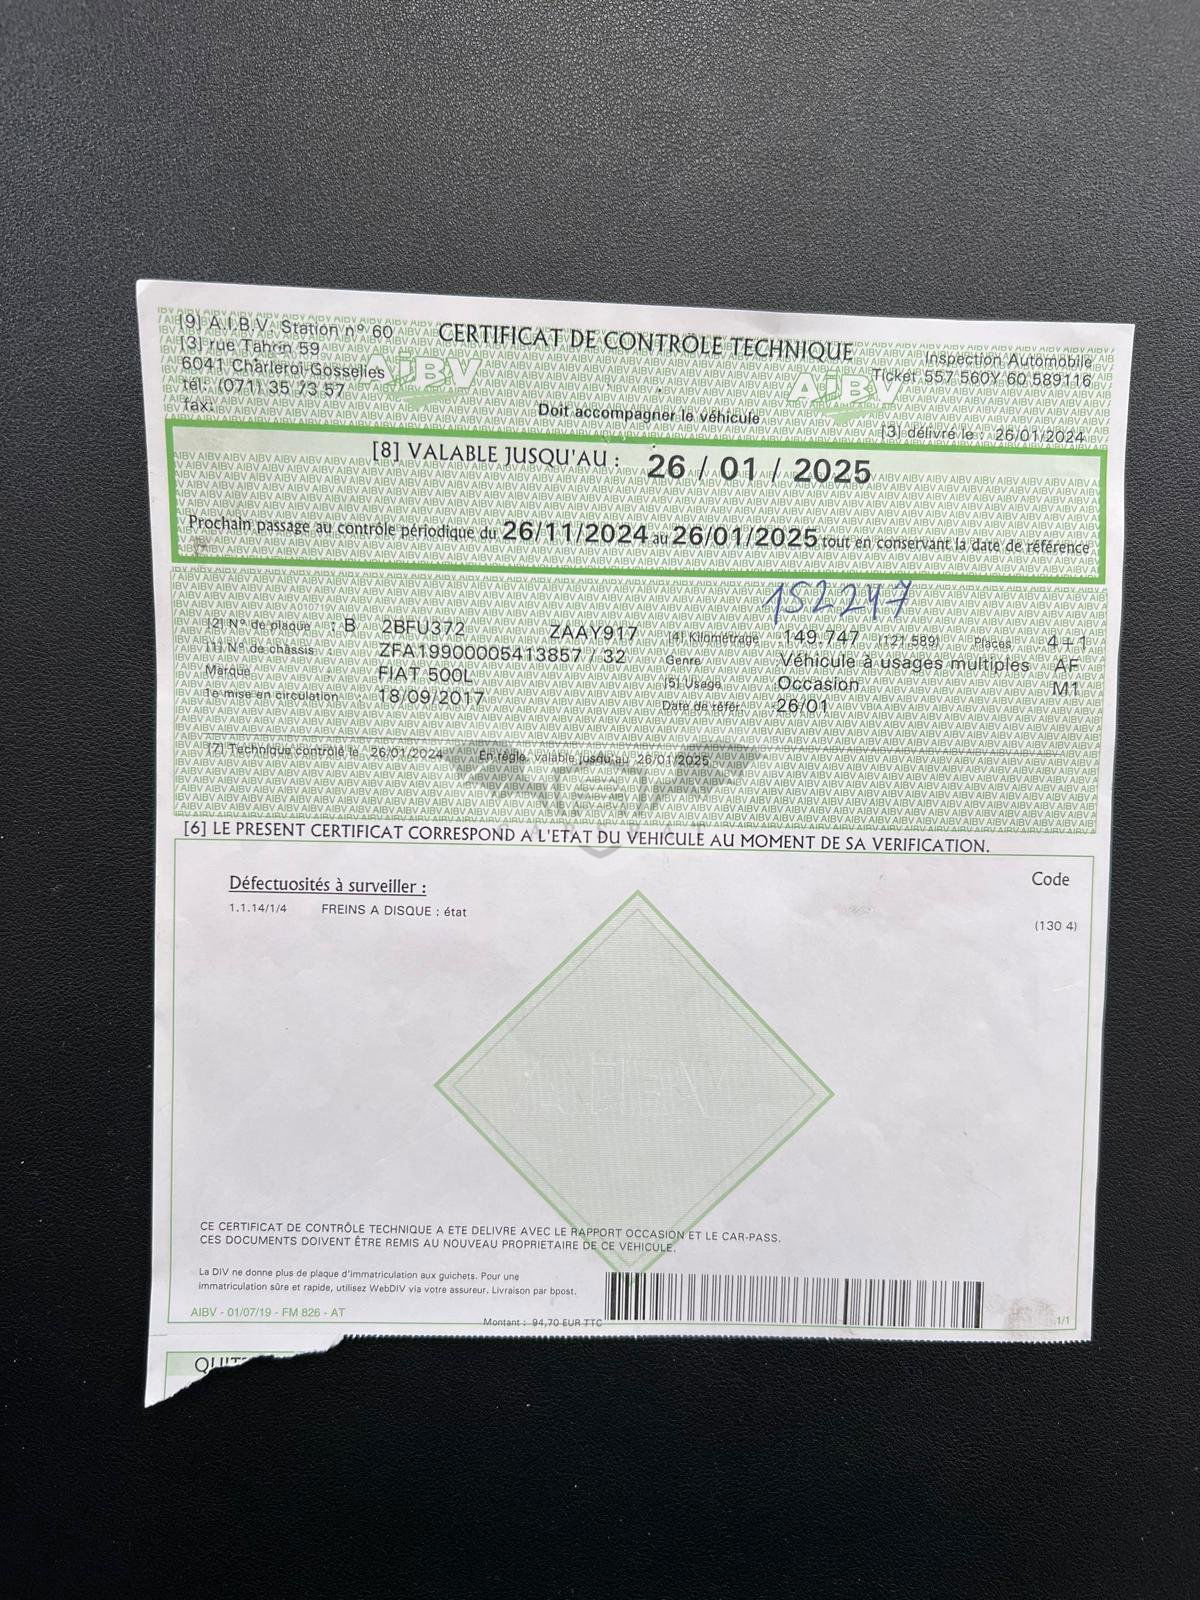 [9] A.I.B.V. Station n° 60
[3] rue Tahon 59
6041 Charleroi-Gosselies
tél.: (071) 35 73 57
fax:
CERTIFICAT DE CONTRÔLE TECHNIQUE
AiBV
AiBV
Inspection Automobile
Ticket 557 560Y 60 589116
Doit accompagner le véhicule
[3] délivré le : 26/01/2024
[8] VALABLE JUSQU'AU : 26 / 01 / 2025
Prochain passage au contrôle périodique du 26/11/2024 au 26/01/2025 tout en conservant la date de référence
152247
[2] N° de plaque : B 2BFU372 ZAAY917
[1] N° de châssis : ZFA19900005413857 / 32
Marque FIAT 500L
1e mise en circulation 18/09/2017
[4] Kilométrage 149.747 (121.589) Places 4+1
Genre Véhicule à usages multiples AF
[5] Usage Occasion M1
Date de référ. 26/01
[7] Technique contrôlé le 26/01/2024 En règle, valable jusqu'au 26/01/2025
[6] LE PRESENT CERTIFICAT CORRESPOND A L'ETAT DU VEHICULE AU MOMENT DE SA VERIFICATION.
Défectuosités à surveiller : Code
1.1.14/1/4 FREINS A DISQUE : état (130 4)
CE CERTIFICAT DE CONTRÔLE TECHNIQUE A ETE DELIVRE AVEC LE RAPPORT OCCASION ET LE CAR-PASS.
CES DOCUMENTS DOIVENT ÊTRE REMIS AU NOUVEAU PROPRIETAIRE DE CE VEHICULE.
La DIV ne donne plus de plaque d'immatriculation aux guichets. Pour une
immatriculation sûre et rapide, utilisez WebDIV via votre assureur. Livraison par bpost.
AIBV - 01/07/19 - FM 826 - AT
Montant : 94,70 EUR TTC
1/1